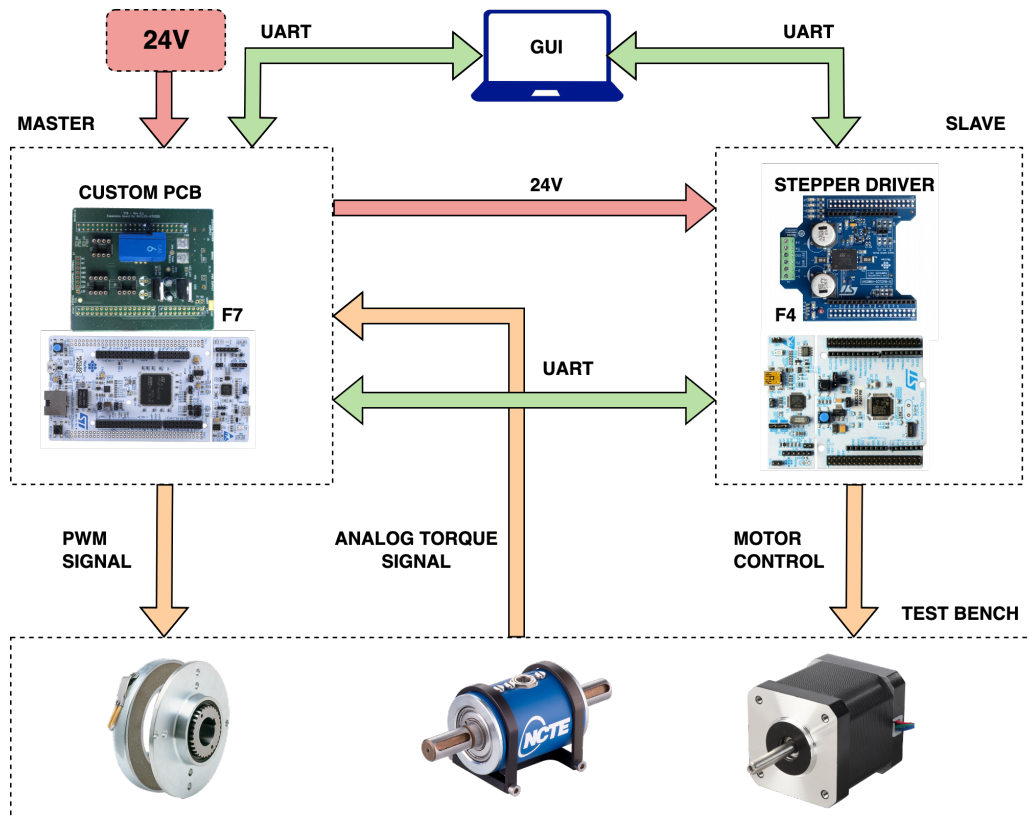 24V
UART
GUI
UART
MASTER
SLAVE
CUSTOM PCB
24V
STEPPER DRIVER
F7
F4
UART
PWM
SIGNAL
ANALOG TORQUE
SIGNAL
MOTOR
CONTROL
TEST BENCH
NCTE